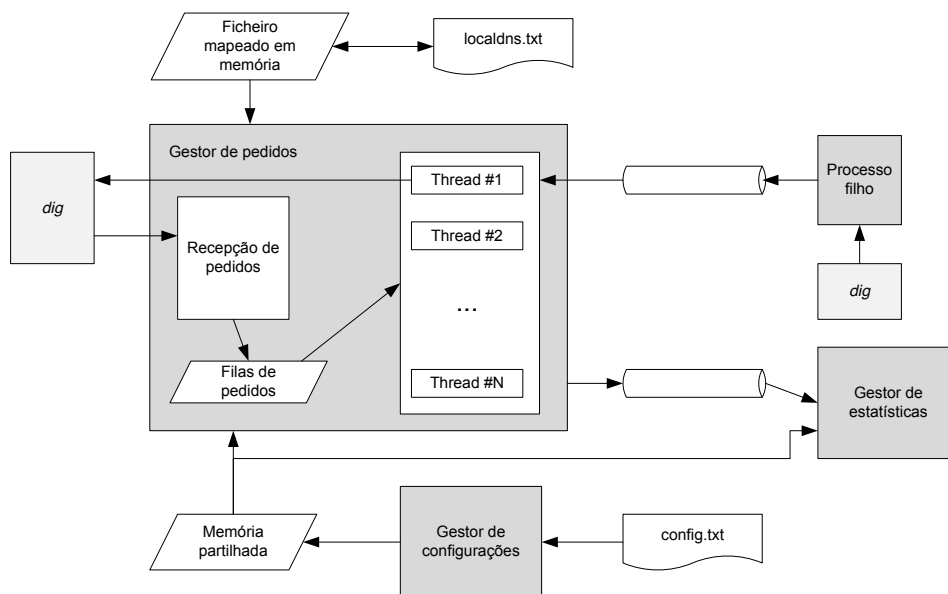 Ficheiro
mapeado em
memória
localdns.txt
Gestor de pedidos
dig
Recepção de
pedidos
Filas de
pedidos
Thread #1
Thread #2
...
Thread #N
Processo
filho
dig
Gestor de
estatísticas
Memória
partilhada
Gestor de
configurações
config.txt